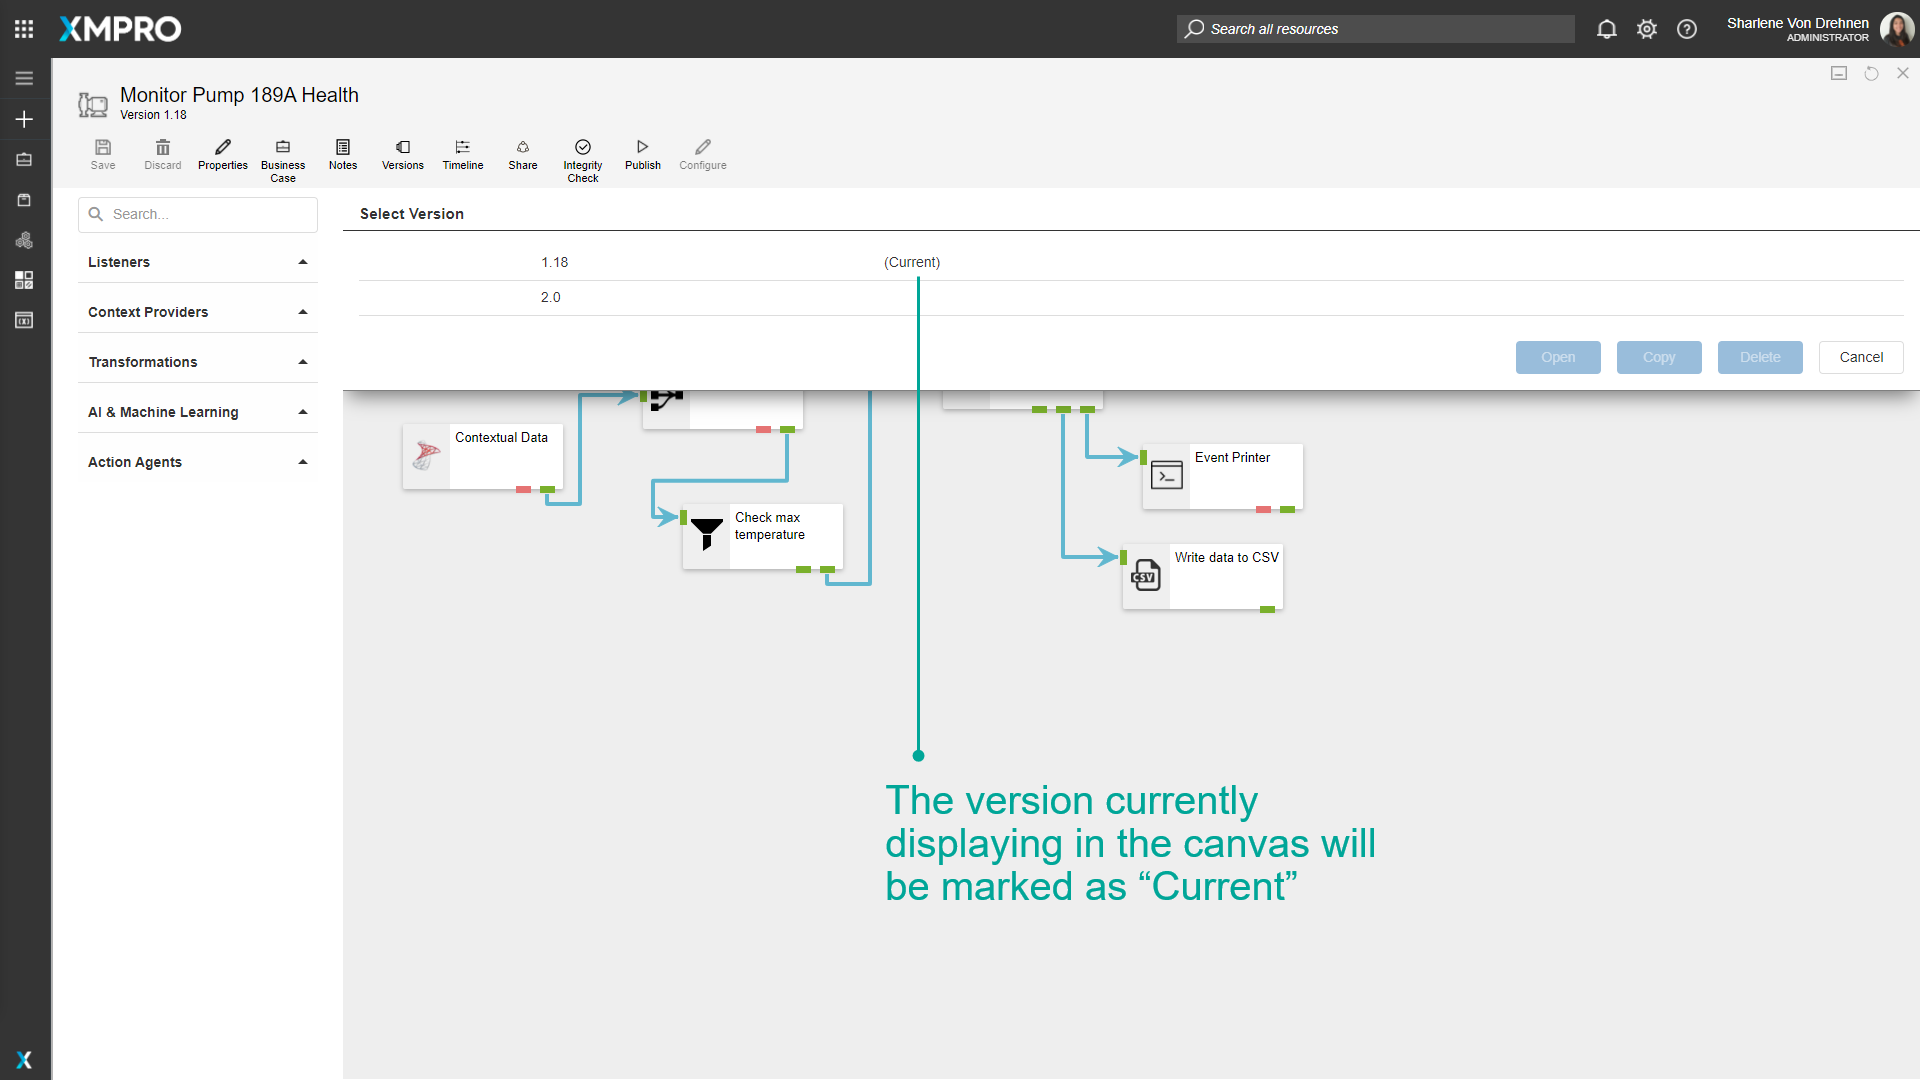 XMPRO
Search all resources
Sharlene Von Drehnen
ADMINISTRATOR
Monitor Pump 189A Health
Version 1.18
Save
Discard
Properties
Business
Case
Notes
Versions
Timeline
Share
Integrity
Check
Publish
Configure
Search...
Listeners
Context Providers
Transformations
AI & Machine Learning
Action Agents
Select Version
1.18 (Current)
2.0
Open Copy Delete Cancel
Contextual Data
Check max
temperature
Event Printer
Write data to CSV
CSV
The version currently
displaying in the canvas will
be marked as “Current”